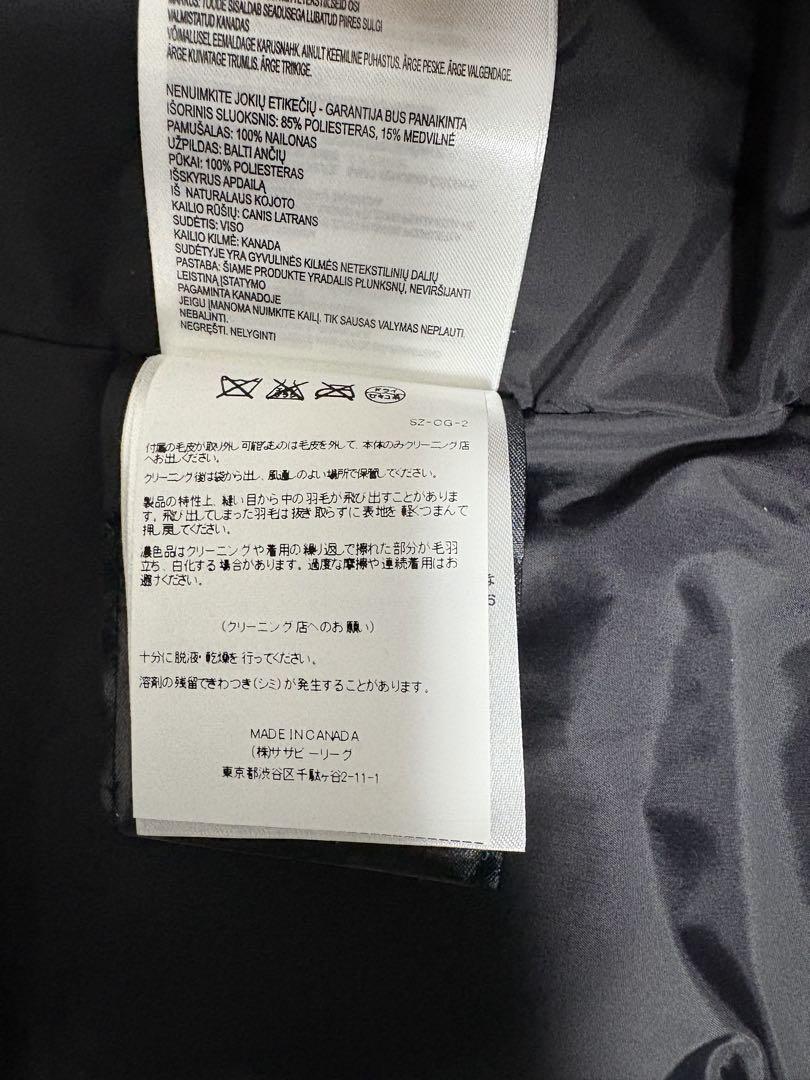 MÄRKUS: TOODE SISALDAB SEADUSEGA LUBATUD PIIRES SULGI
VALMISTATUD KANADAS
VÕIMALUSEL EEMALDAGE KARUSNAHK. AINULT KEEMILINE PUHASTUS. ÄRGE PESKE. ÄRGE VALGENDAGE.
ÄRGE KUIVATAGE TRUMLIS. ÄRGE TRIIKIGE.
NENUIMKITE JOKIŲ ETIKEČIŲ - GARANTIJA BUS PANAIKINTA
IŠORINIS SLUOKSNIS: 85% POLIESTERAS, 15% MEDVILNĖ
PAMUŠALAS: 100% NAILONAS
UŽPILDAS: BALTI ANČIŲ
PŪKAI: 100% POLIESTERAS
IŠSKYRUS APDAILĄ
IŠ NATURALAUS KOJOTO
KAILIO RŪŠIŲ: CANIS LATRANS
SUDĖTIS: VISO
KAILIO KILMĖ: KANADA
SUDĖTYJE YRA GYVULINĖS KILMĖS NETEKSTILINIŲ DALIŲ
PASTABA: ŠIAME PRODUKTE YRADALIS PLUNKSNŲ, NEVIRŠIJANTI
LEISTINĄ ĮSTATYMO
PAGAMINTA KANADOJE
JEIGU ĮMANOMA NUIMKITE KAILĮ. TIK SAUSAS VALYMAS NEPLAUTI.
NEBALINTI.
NEGRĘŠTI. NELYGINTI
ドライ
セキユ系
SZ-CG-2
付属の毛皮が取り外し可能なものは毛皮を外して、本体のみクリーニング店
へお出しください。
クリーニング後は袋から出し、風通しのよい場所で保管してください。
製品の特性上、縫い目から中の羽毛が飛び出すことがありま
す。飛び出してしまった羽毛は抜き取らずに表地を軽くつまんで
押し戻してください。
濃色品はクリーニングや着用の繰り返しで擦れた部分が毛羽
立ち、白化する場合があります。過度な摩擦や連続着用はお
避けください。
(クリーニング店へのお願い)
十分に脱液・乾燥を行ってください。
溶剤の残留できわつき(シミ)が発生することがあります。
MADE IN CANADA
(株)サザビーリーグ
東京都渋谷区千駄ヶ谷2-11-1